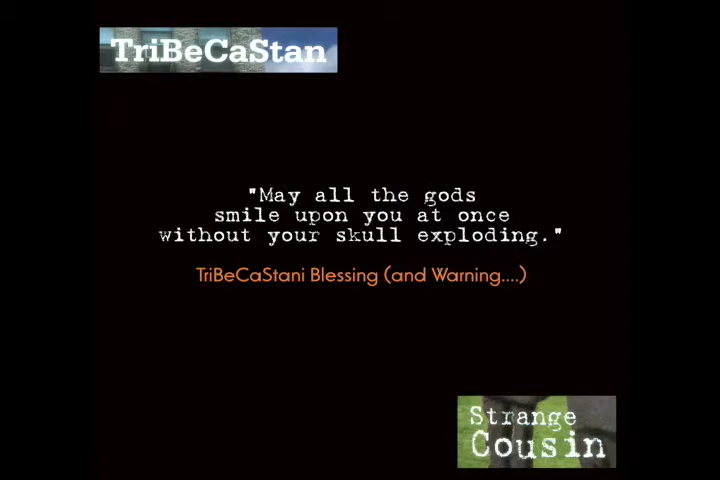 TriBeCaStan
"May all the gods
smile upon you at once
without your skull exploding."
TriBeCaStani Blessing (and Warning....)
Strange
Cousin